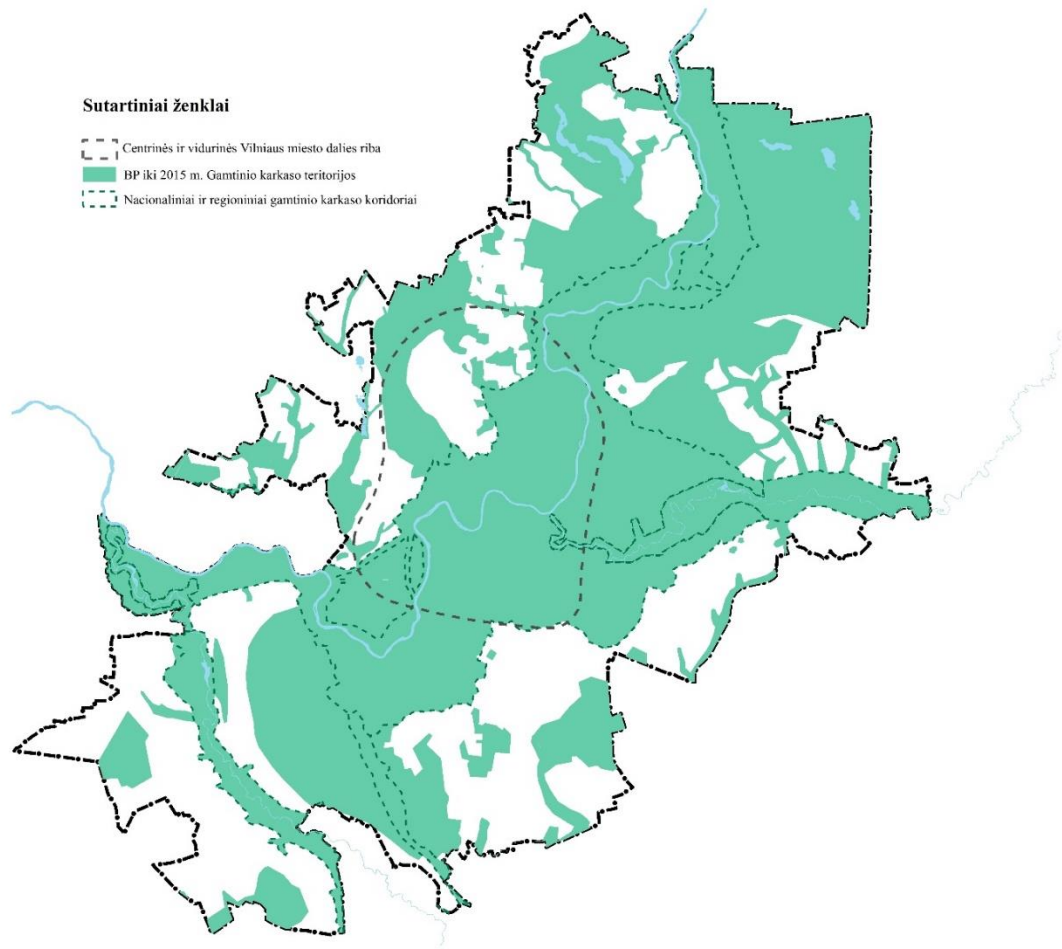 Sutartiniai ženklai
Centrinės ir vidurinės Vilniaus miesto dalies riba
BP iki 2015 m. Gamtinio karkaso teritorijos
Nacionaliniai ir regioniniai gamtinio karkaso koridoriai